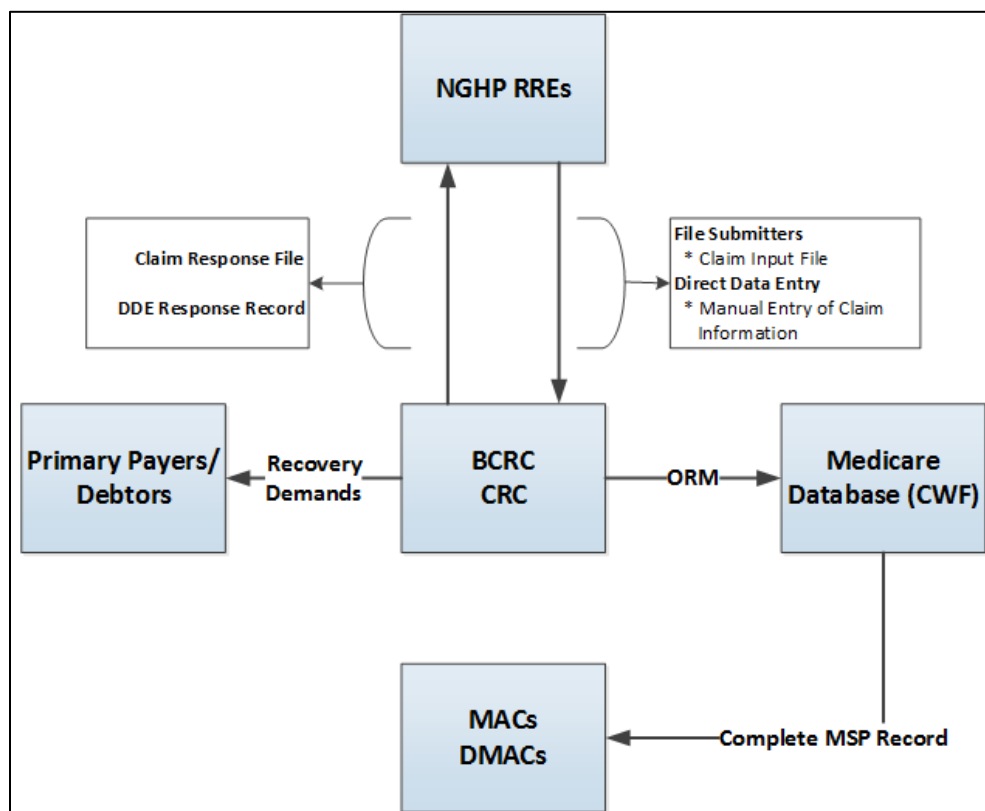 NGHP RREs
Claim Response File
DDE Response Record
File Submitters
* Claim Input File
Direct Data Entry
* Manual Entry of Claim
Information
Primary Payers/
Debtors
Recovery
Demands
BCRC
CRC
ORM
Medicare
Database (CWF)
MACs
DMACs
Complete MSP Record